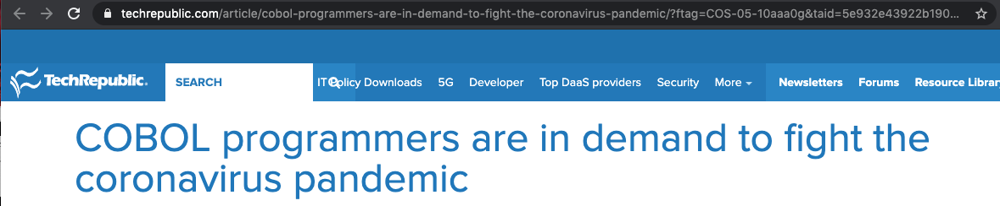 techrepublic.com/article/cobol-programmers-are-in-demand-to-fight-the-coronavirus-pandemic/?ftag=COS-05-10aaa0g&taid=5e932e43922b190...
TechRepublic. SEARCH IT Policy Downloads 5G Developer Top DaaS providers Security More Newsletters Forums Resource Library
COBOL programmers are in demand to fight the
coronavirus pandemic